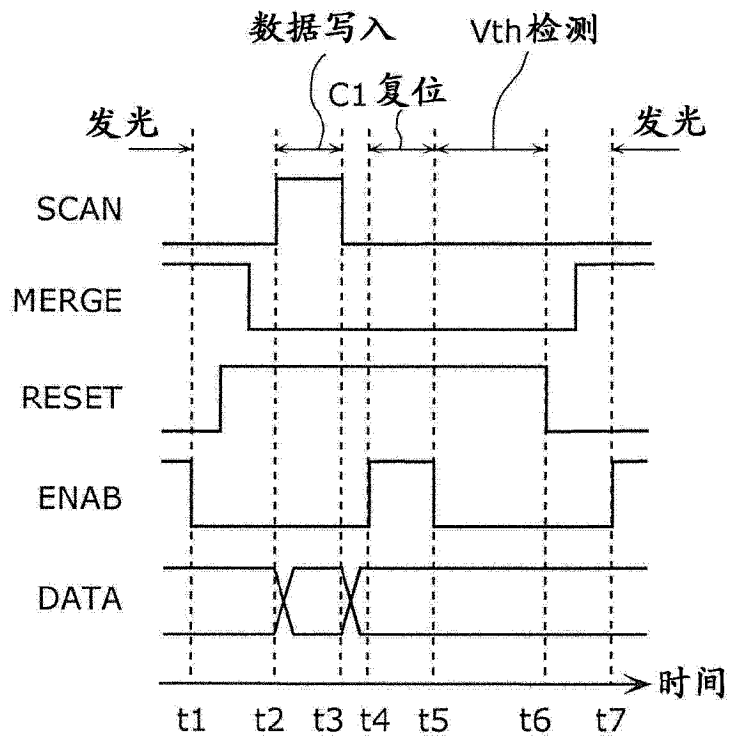 数据写入 Vth检测
C1复位
发光 发光
SCAN
MERGE
RESET
ENAB
DATA
时间
t1 t2 t3 t4 t5 t6 t7